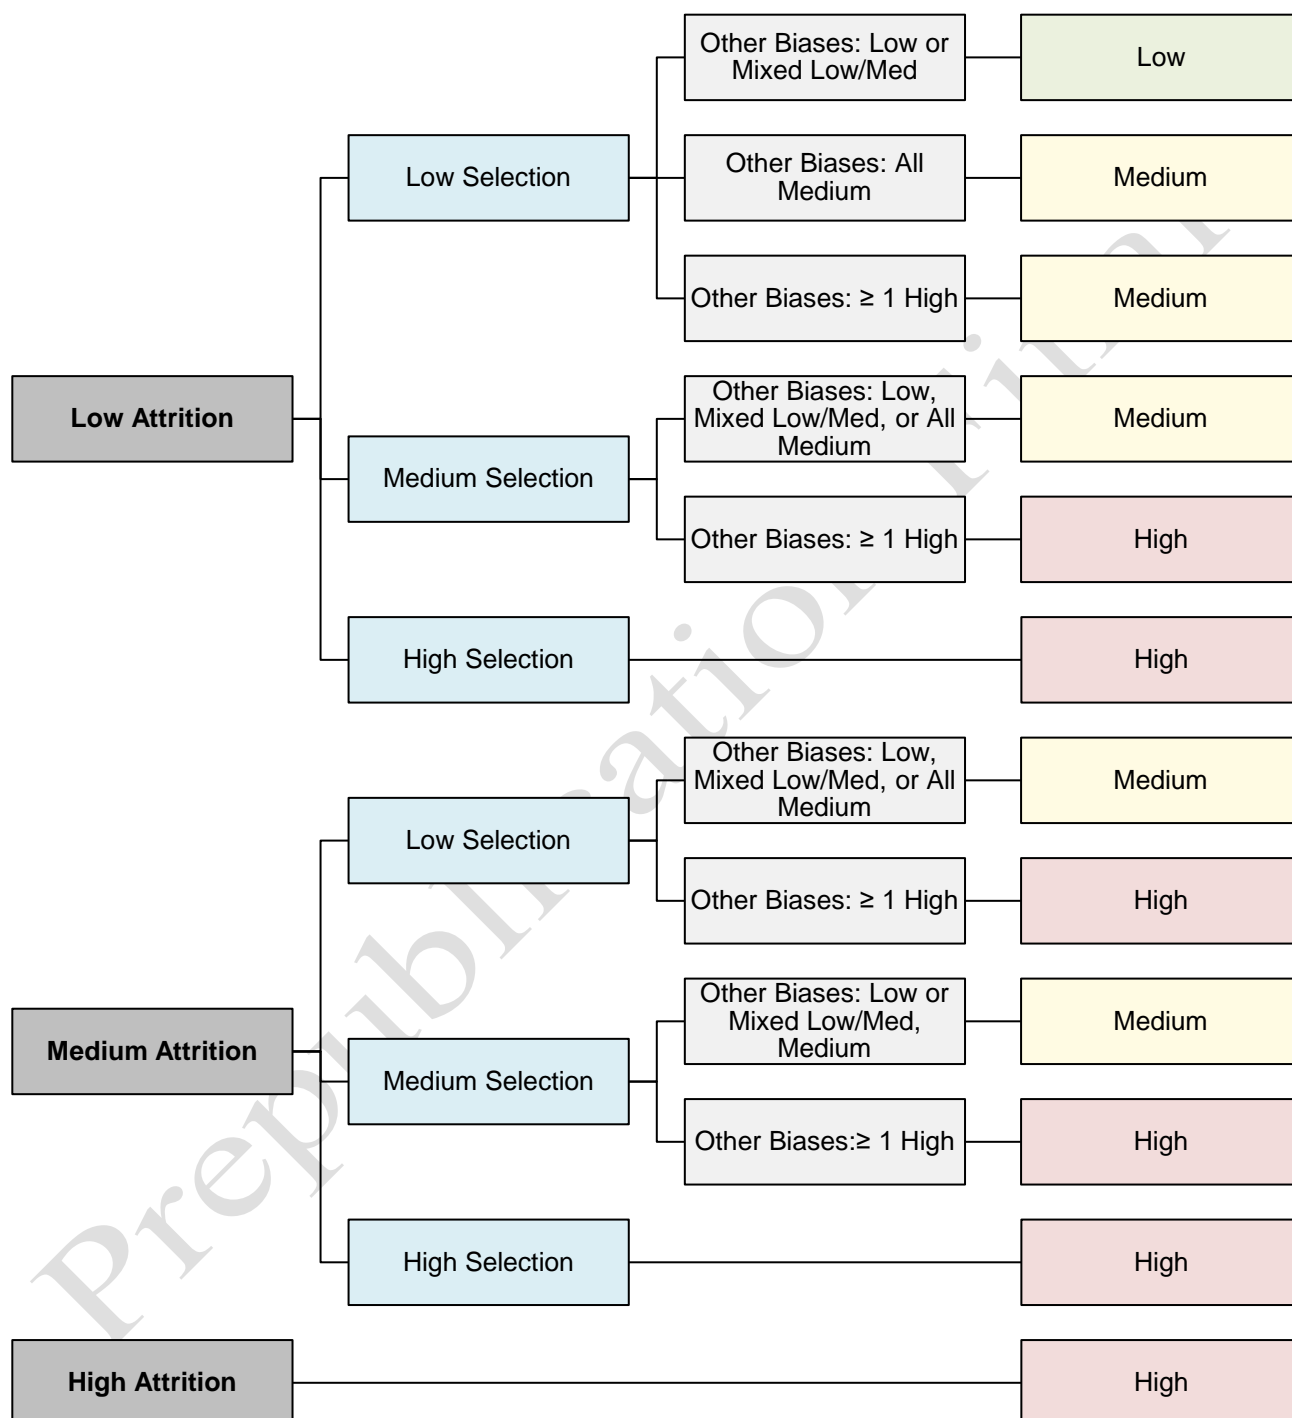 Other Biases: Low or
Mixed Low/Med
Low
Low Selection
Other Biases: All
Medium
Medium
Other Biases: ≥ 1 High
Medium
Low Attrition
Other Biases: Low,
Mixed Low/Med, or All
Medium
Medium
Medium Selection
Other Biases: ≥ 1 High
High
High Selection
High
Other Biases: Low,
Mixed Low/Med, or All
Medium
Medium
Low Selection
Other Biases: ≥ 1 High
High
Medium Attrition
Other Biases: Low or
Mixed Low/Med,
Medium
Medium
Medium Selection
Other Biases:≥ 1 High
High
High Selection
High
High Attrition
High